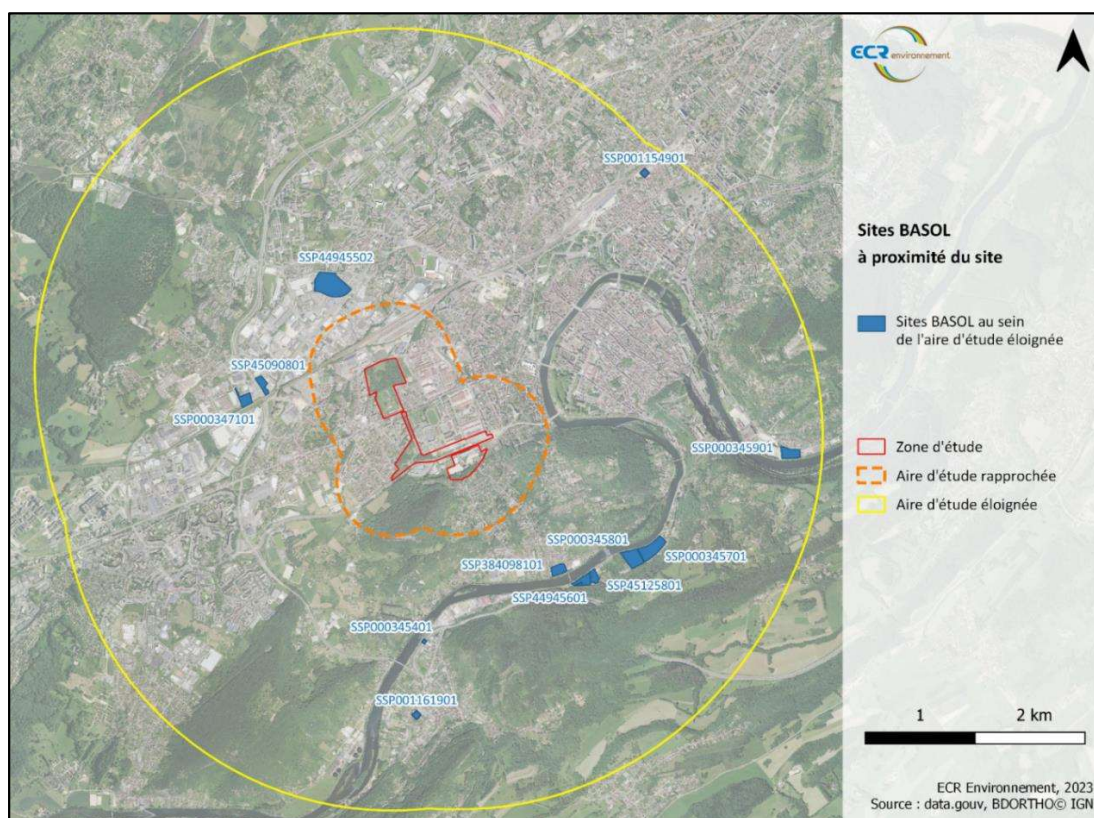 ECR environnement
SSP001154901
SSP44945502
SSP45090801
SSP000347101
SSP000345901
SSP000345801
SSP000345701
SSP384098101
SSP45125801
SSP44945601
SSP000345401
SSP001161901
Sites BASOL
à proximité du site
Sites BASOL au sein
de l'aire d'étude éloignée
Zone d'étude
Aire d'étude rapprochée
Aire d'étude éloignée
1 2 km
ECR Environnement, 2023
Source : data.gouv, BDORTHO© IGN